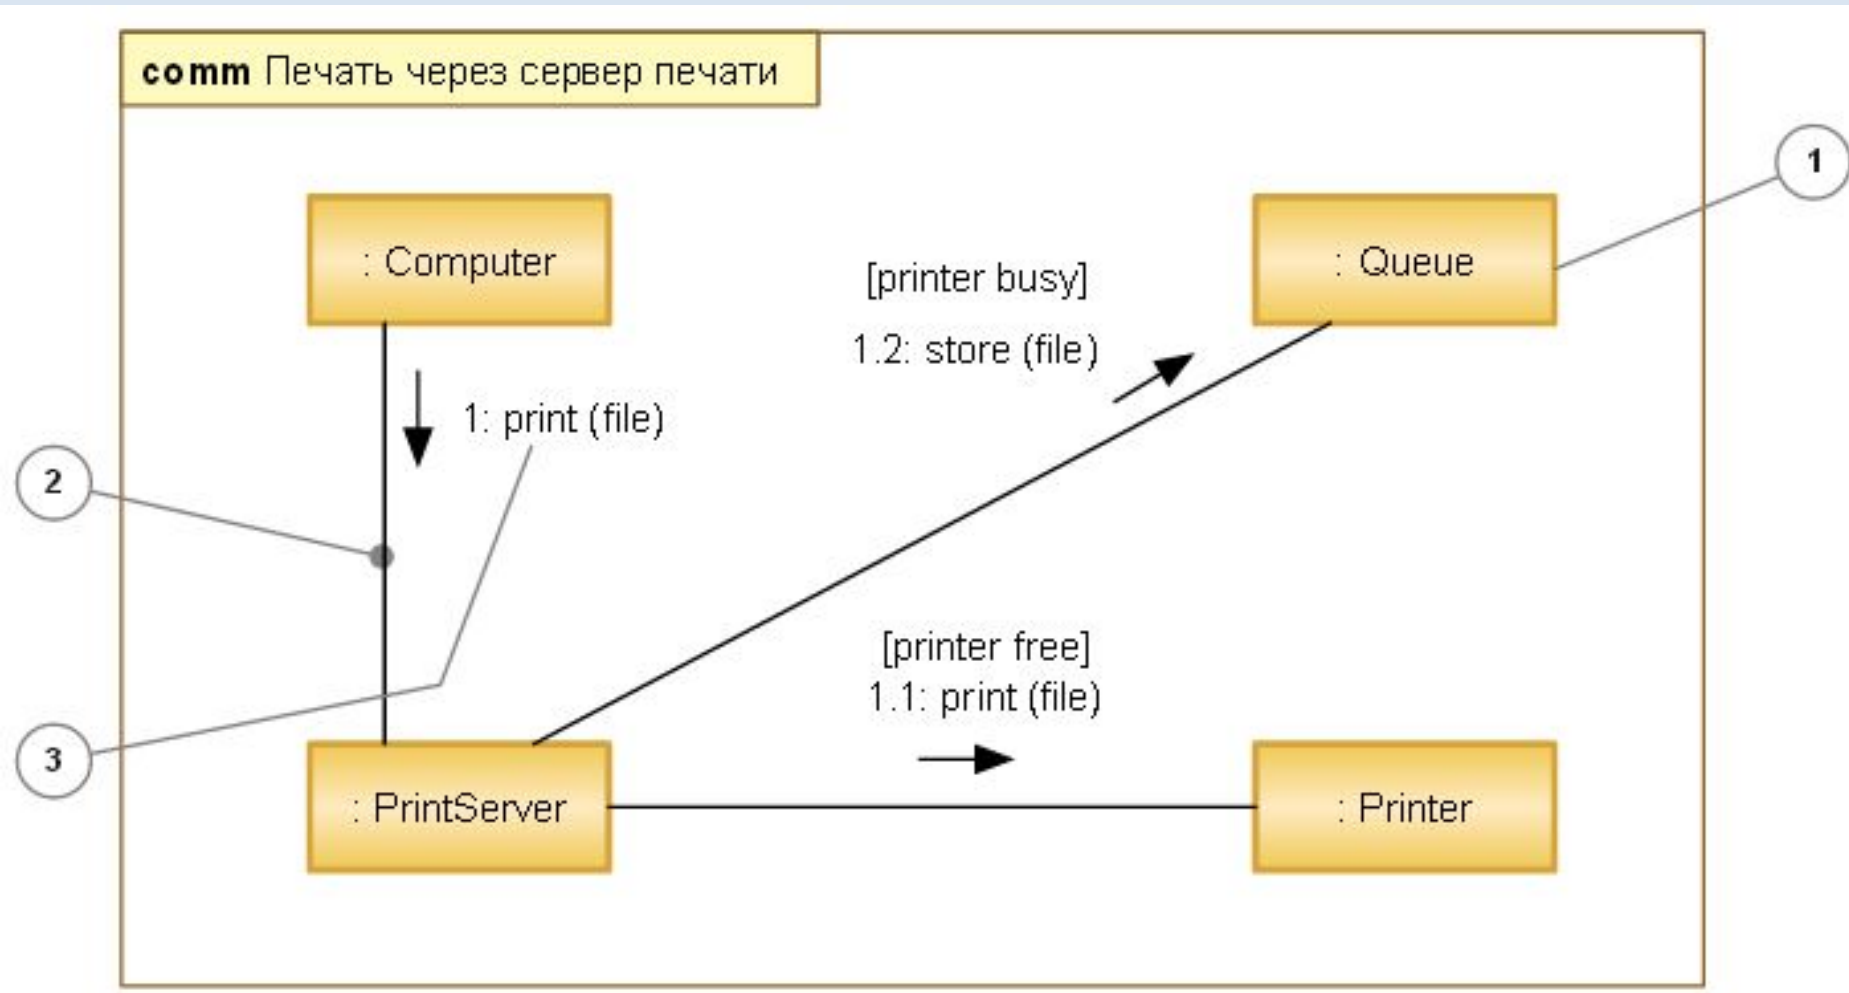 comm Печать через сервер печати
1
: Computer
: Queue
[printer busy]
1.2: store (file)
1: print (file)
2
[printer free]
1.1: print (file)
3
: PrintServer
: Printer